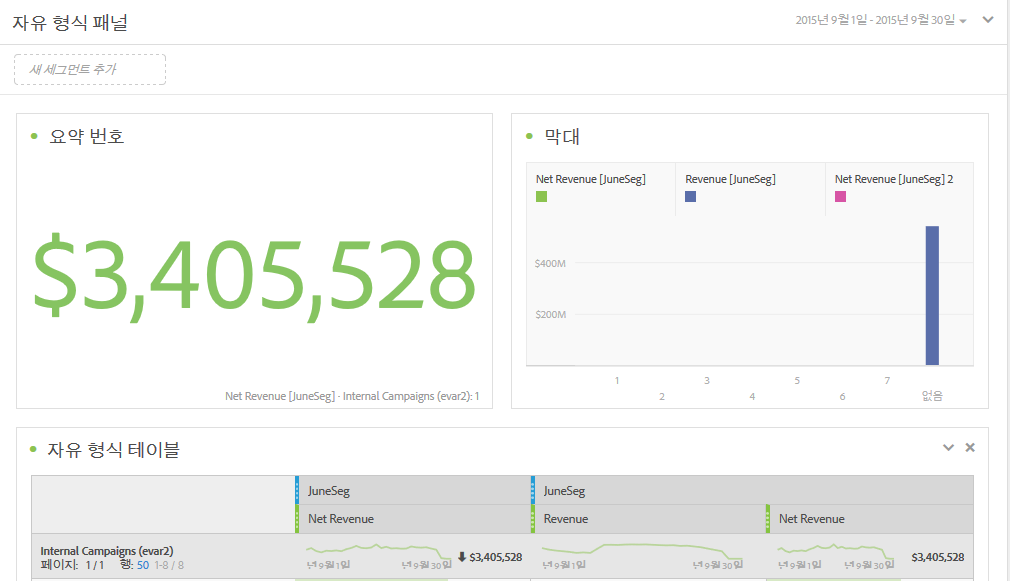 자유 형식 패널
2015년 9월 1일 - 2015년 9월 30일
새 세그먼트 추가
요약 번호
$3,405,528
Net Revenue [JuneSeg] · Internal Campaigns (evar2): 1
막대
Net Revenue [JuneSeg] Revenue [JuneSeg] Net Revenue [JuneSeg] 2
$400M
$200M
1 3 5 7
2 4 6 없음
자유 형식 테이블
JuneSeg JuneSeg
Net Revenue Revenue Net Revenue
Internal Campaigns (evar2) $3,405,528 $3,405,528
페이지: 1 / 1 행: 50 1-8 / 8 년 9월 1일 년 9월 30일 년 9월 1일 년 9월 30일 년 9월 1일 년 9월 30일